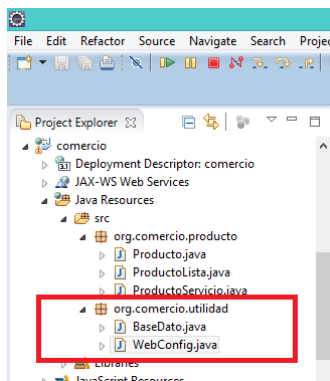 File Edit Refactor Source Navigate Search Projec
Project Explorer
comercio
Deployment Descriptor: comercio
JAX-WS Web Services
Java Resources
src
org.comercio.producto
Producto.java
ProductoLista.java
ProductoServicio.java
org.comercio.utilidad
BaseDato.java
WebConfig.java
Libraries
JavaScript Resources